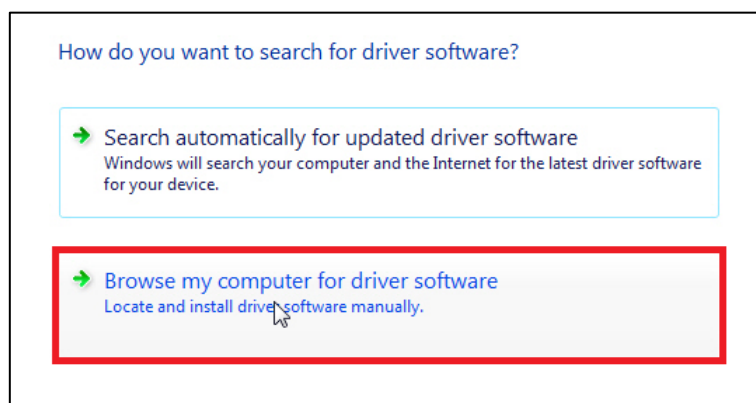 How do you want to search for driver software?
Search automatically for updated driver software
Windows will search your computer and the Internet for the latest driver software
for your device.
Browse my computer for driver software
Locate and install driver software manually.